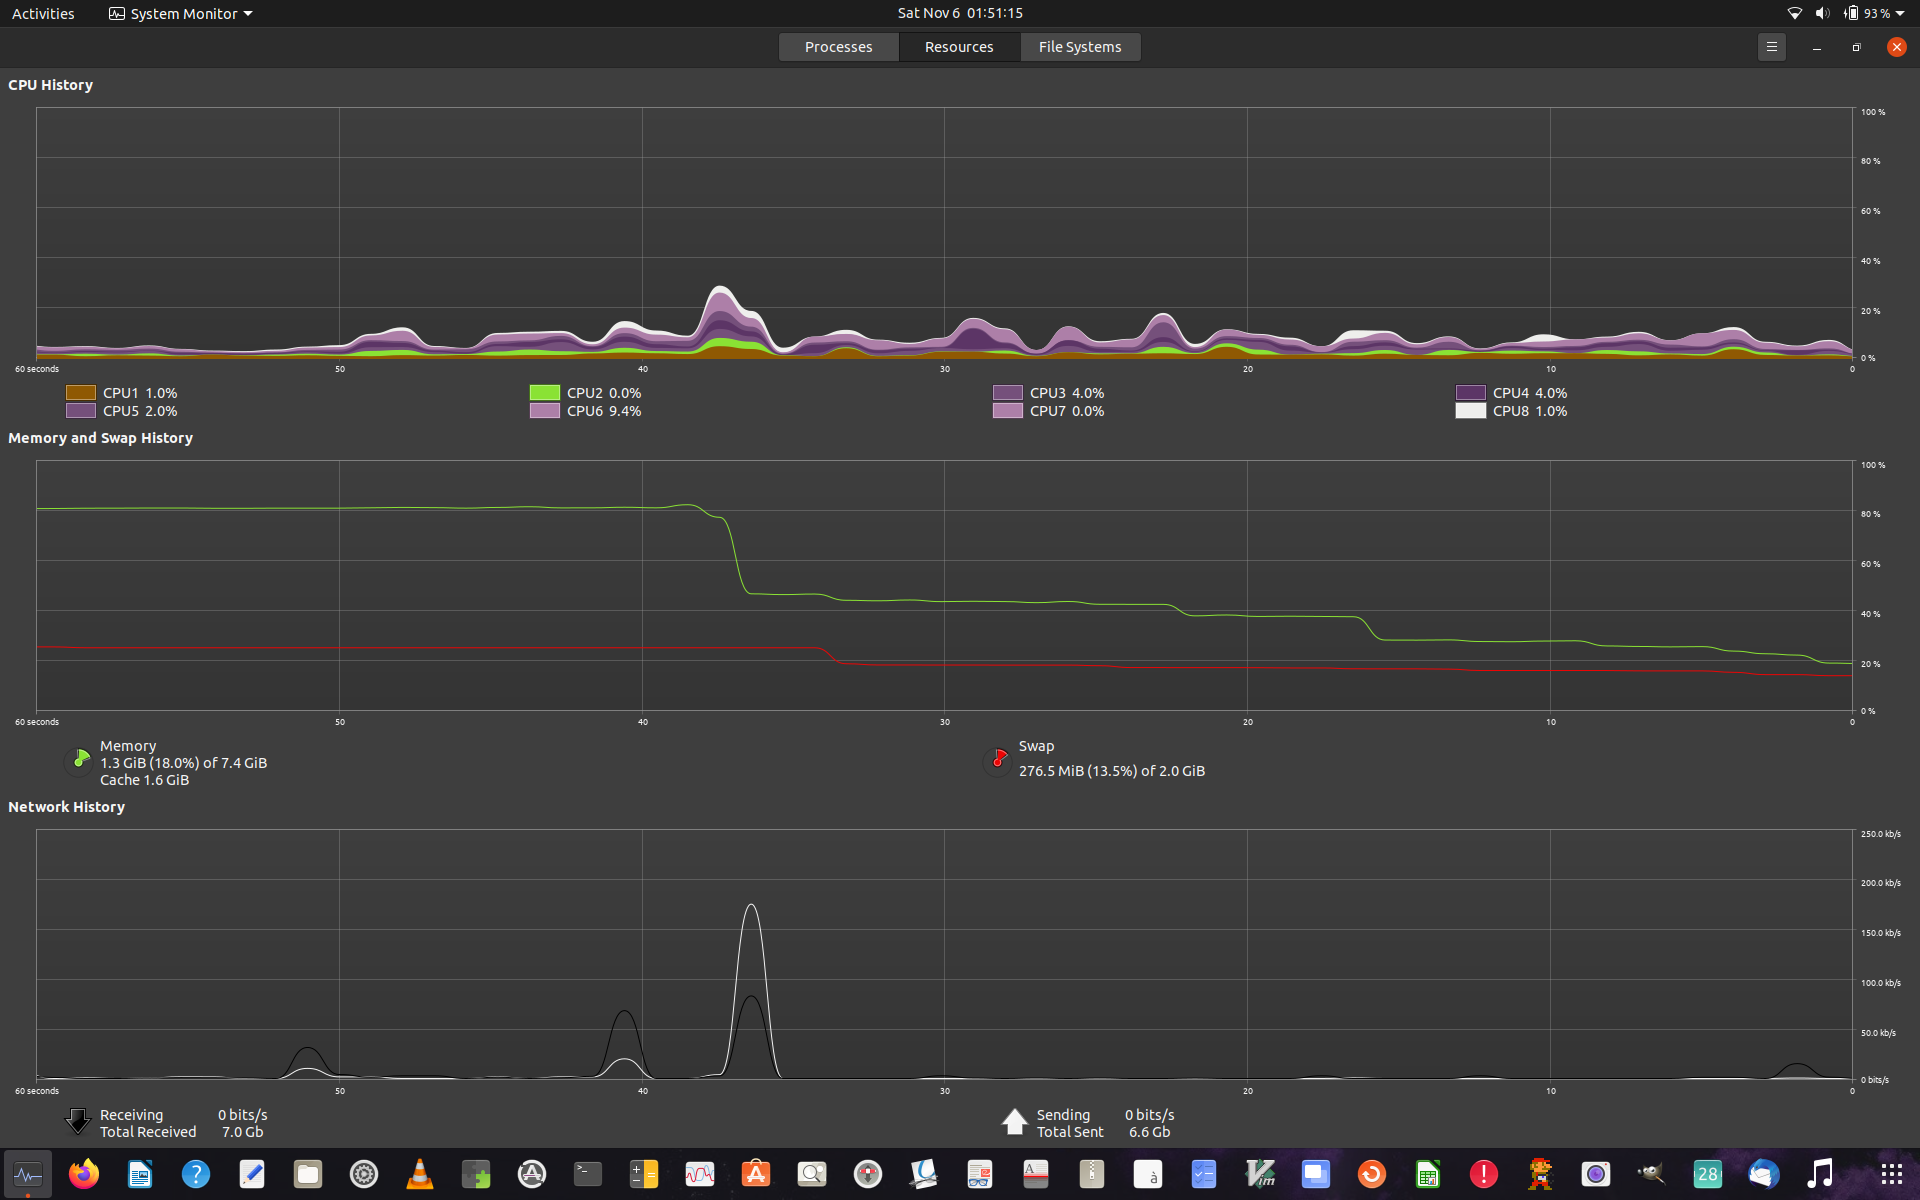 Activities System Monitor Sat Nov 6 01:51:15 93 %
Processes Resources File Systems
CPU History
100 %
80 %
60 %
40 %
20 %
0 %
60 seconds 50 40 30 20 10 0
CPU1 1.0% CPU2 0.0% CPU3 4.0% CPU4 4.0%
CPU5 2.0% CPU6 9.4% CPU7 0.0% CPU8 1.0%
Memory and Swap History
100 %
80 %
60 %
40 %
20 %
0 %
60 seconds 50 40 30 20 10 0
Memory
1.3 GiB (18.0%) of 7.4 GiB
Cache 1.6 GiB
Swap
276.5 MiB (13.5%) of 2.0 GiB
Network History
250.0 kb/s
200.0 kb/s
150.0 kb/s
100.0 kb/s
50.0 kb/s
0 bits/s
60 seconds 50 40 30 20 10 0
Receiving 0 bits/s
Total Received 7.0 Gb
Sending 0 bits/s
Total Sent 6.6 Gb
? >_ A à Vim ! 28